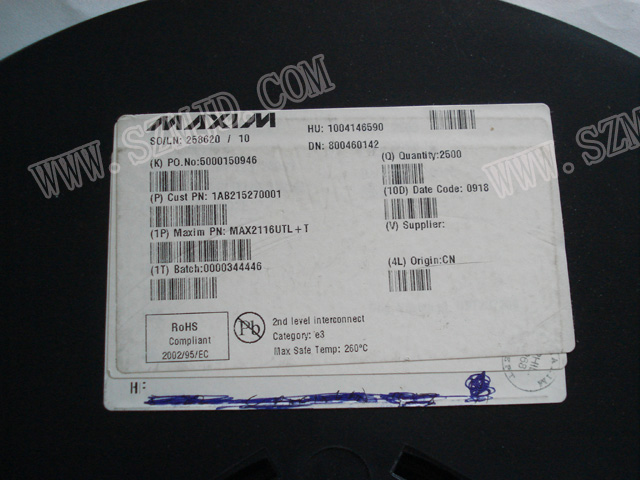 MAXIM
HU: 1004146590
SO/LN: 258620 / 10
DN: 800460142
(K) PO.No:5000150946
(Q) Quantity:2500
(P) Cust PN: 1AB215270001
(10D) Date Code: 0918
(1P) Maxim PN: MAX2116UTL+T
(V) Supplier:
(1T) Batch:0000344446
(4L) Origin:CN
RoHS
Compliant
2002/95/EC
Pb
2nd level interconnect
Category: e3
Max Safe Temp: 260°C
H:
WWW.SZMJD.COM
WWW.SZM